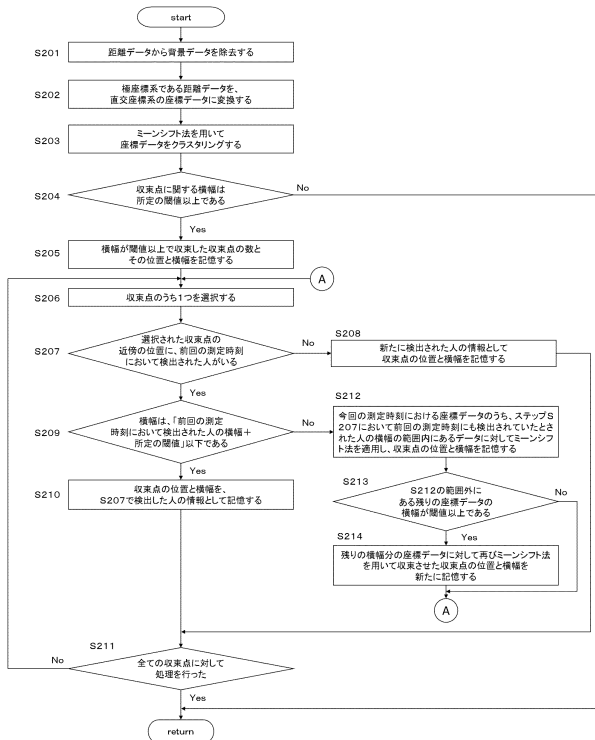 start
S201
距離データから背景データを除去する
S202
極座標系である距離データを、
直交座標系の座標データに変換する
S203
ミーンシフト法を用いて
座標データをクラスタリングする
S204
収束点に関する横幅は
所定の閾値以上である
No
Yes
S205
横幅が閾値以上で収束した収束点の数と
その位置と横幅を記憶する
A
S206
収束点のうち1つを選択する
S207
選択された収束点の
近傍の位置に、前回の測定時刻
において検出された人がいる
No
Yes
S208
新たに検出された人の情報として
収束点の位置と横幅を記憶する
S209
横幅は、「前回の測定
時刻において検出された人の横幅＋
所定の閾値」以下である
No
Yes
S212
今回の測定時刻における座標データのうち、ステップS
207において前回の測定時刻にも検出されていたとさ
れた人の横幅の範囲内にあるデータに対してミーンシ
フト法を適用し、収束点の位置と横幅を記憶する
S210
収束点の位置と横幅を、
S207で検出した人の情報として記憶する
S213
S212の範囲外に
ある残りの座標データの
横幅が閾値以上である
No
Yes
S214
残りの横幅分の座標データに対して再びミーンシフト法
を用いて収束させた収束点の位置と横幅を
新たに記憶する
A
S211
全ての収束点に対して
処理を行った
No
Yes
return